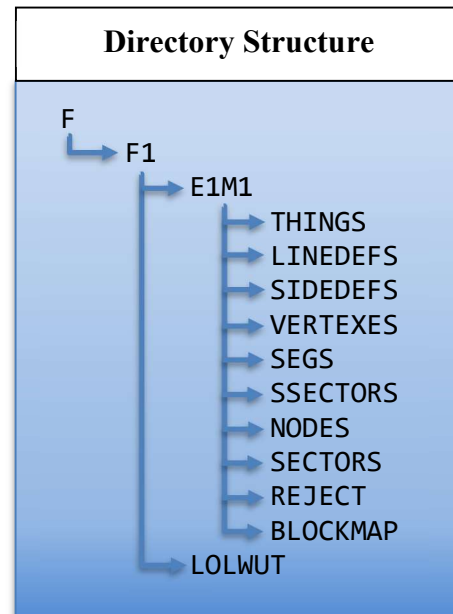 Directory Structure
F
F1
E1M1
THINGS
LINEDEFS
SIDEDEFS
VERTEXES
SEGS
SSECTORS
NODES
SECTORS
REJECT
BLOCKMAP
LOLWUT